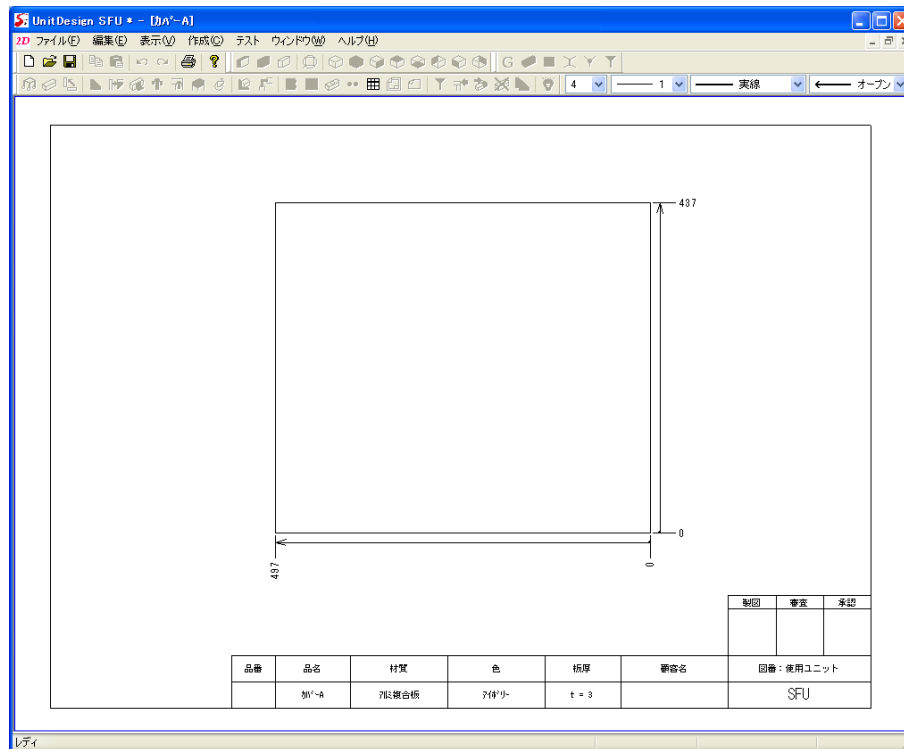 UnitDesign SFU * - [ｶﾊﾞｰA]
2D ファイル(F) 編集(E) 表示(V) 作成(C) テスト ウィンドウ(W) ヘルプ(H)
G
4 1 実線 オープン
437
0
497 0
製図 審査 承認
品番 品名 材質 色 板厚 顧客名 図番：使用ユニット
ｶﾊﾞｰA ｱﾙﾐ複合板 ｱｲﾎﾞﾘｰ t = 3 SFU
レディ